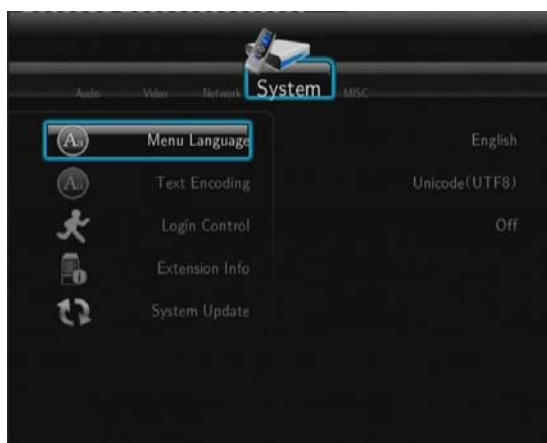 Audio Video Network System MISC
Menu Language English
Text Encoding Unicode(UTF8)
Login Control Off
Extension Info
System Update